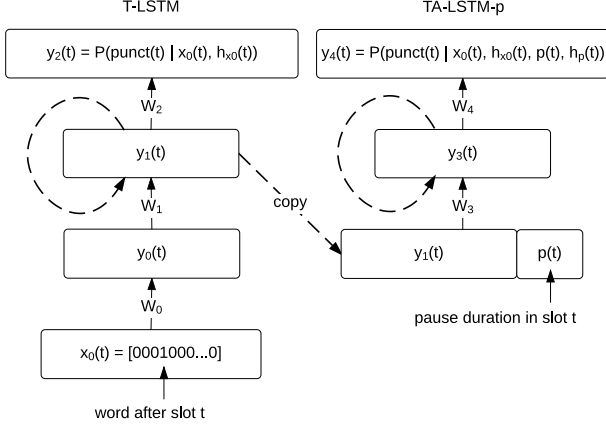 T-LSTM
y2(t) = P(punct(t) | x0(t), hx0(t))
W2
y1(t)
W1
y0(t)
W0
x0(t) = [0001000...0]
word after slot t
copy
TA-LSTM-p
y4(t) = P(punct(t) | x0(t), hx0(t), p(t), hp(t))
W4
y3(t)
W3
y1(t) p(t)
pause duration in slot t